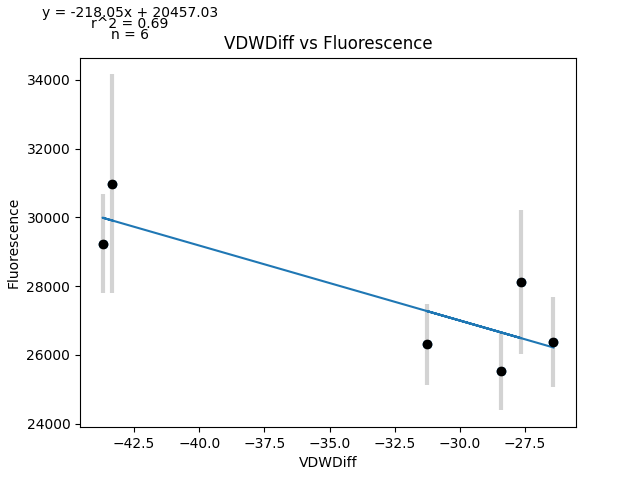 y = -218.05x + 20457.03
r^2 = 0.69
n = 6
VDWDiff vs Fluorescence
34000
32000
30000
28000
26000
24000
Fluorescence
−42.5 −40.0 −37.5 −35.0 −32.5 −30.0 −27.5
VDWDiff